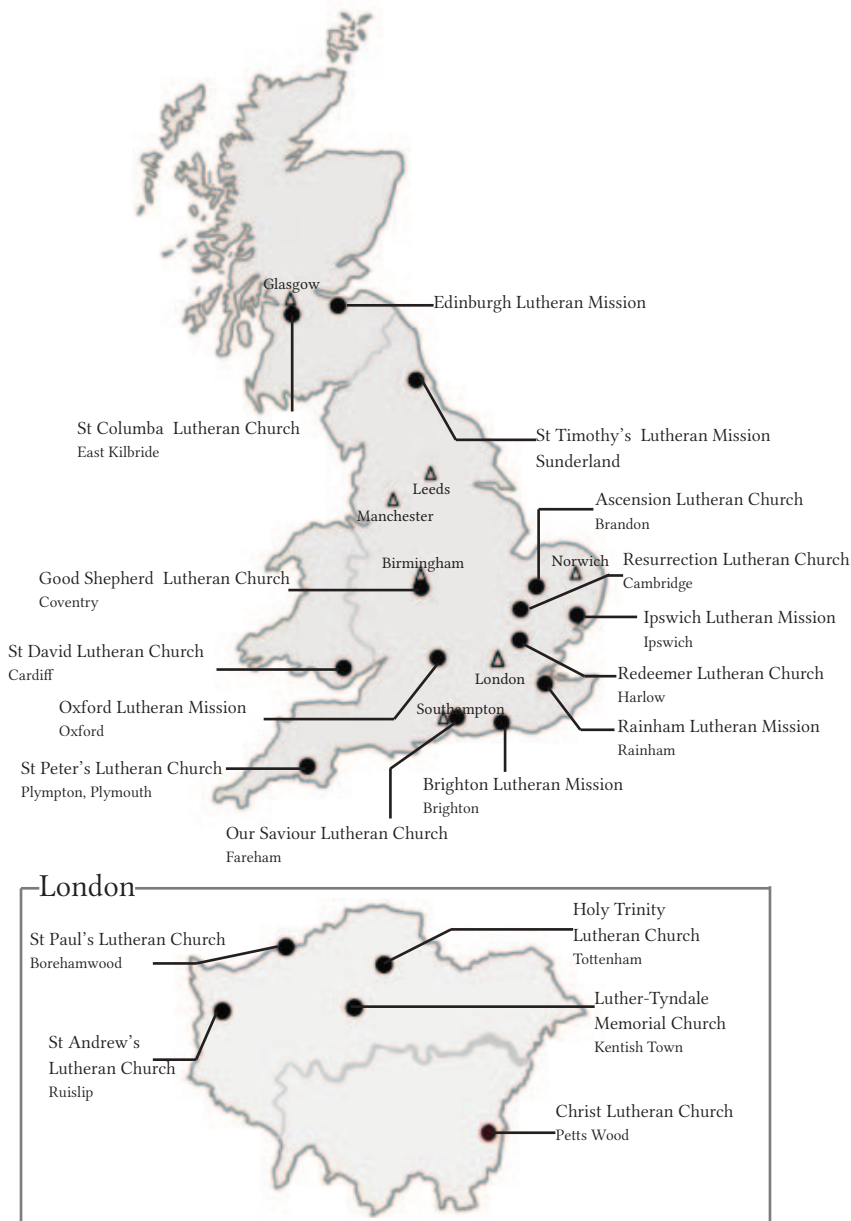 Glasgow
Edinburgh Lutheran Mission
St Columba Lutheran Church
East Kilbride
St Timothy's Lutheran Mission
Sunderland
Leeds
Manchester
Ascension Lutheran Church
Brandon
Birmingham
Norwich
Resurrection Lutheran Church
Cambridge
Good Shepherd Lutheran Church
Coventry
Ipswich Lutheran Mission
Ipswich
St David Lutheran Church
Cardiff
London
Redeemer Lutheran Church
Harlow
Oxford Lutheran Mission
Oxford
Southampton
Rainham Lutheran Mission
Rainham
St Peter's Lutheran Church
Plympton, Plymouth
Brighton Lutheran Mission
Brighton
Our Saviour Lutheran Church
Fareham
London
St Paul's Lutheran Church
Borehamwood
Holy Trinity
Lutheran Church
Tottenham
Luther-Tyndale
Memorial Church
Kentish Town
St Andrew's
Lutheran Church
Ruislip
Christ Lutheran Church
Petts Wood